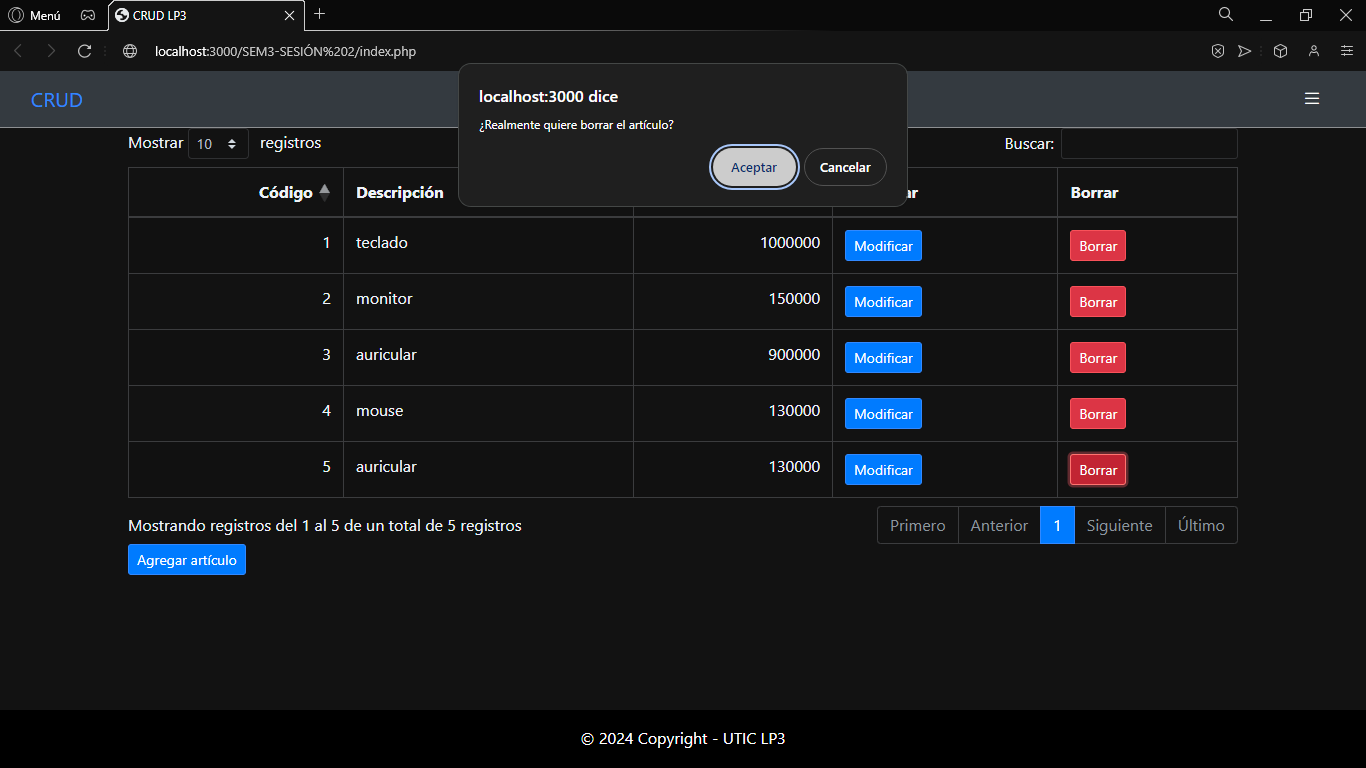 Menú
CRUD LP3
localhost:3000/SEM3-SESIÓN%202/index.php
CRUD
localhost:3000 dice
¿Realmente quiere borrar el artículo?
Aceptar Cancelar
Mostrar 10 registros Buscar:
Código Descripción Borrar
1 teclado 1000000 Modificar Borrar
2 monitor 150000 Modificar Borrar
3 auricular 900000 Modificar Borrar
4 mouse 130000 Modificar Borrar
5 auricular 130000 Modificar Borrar
Mostrando registros del 1 al 5 de un total de 5 registros Primero Anterior 1 Siguiente Último
Agregar artículo
© 2024 Copyright - UTIC LP3